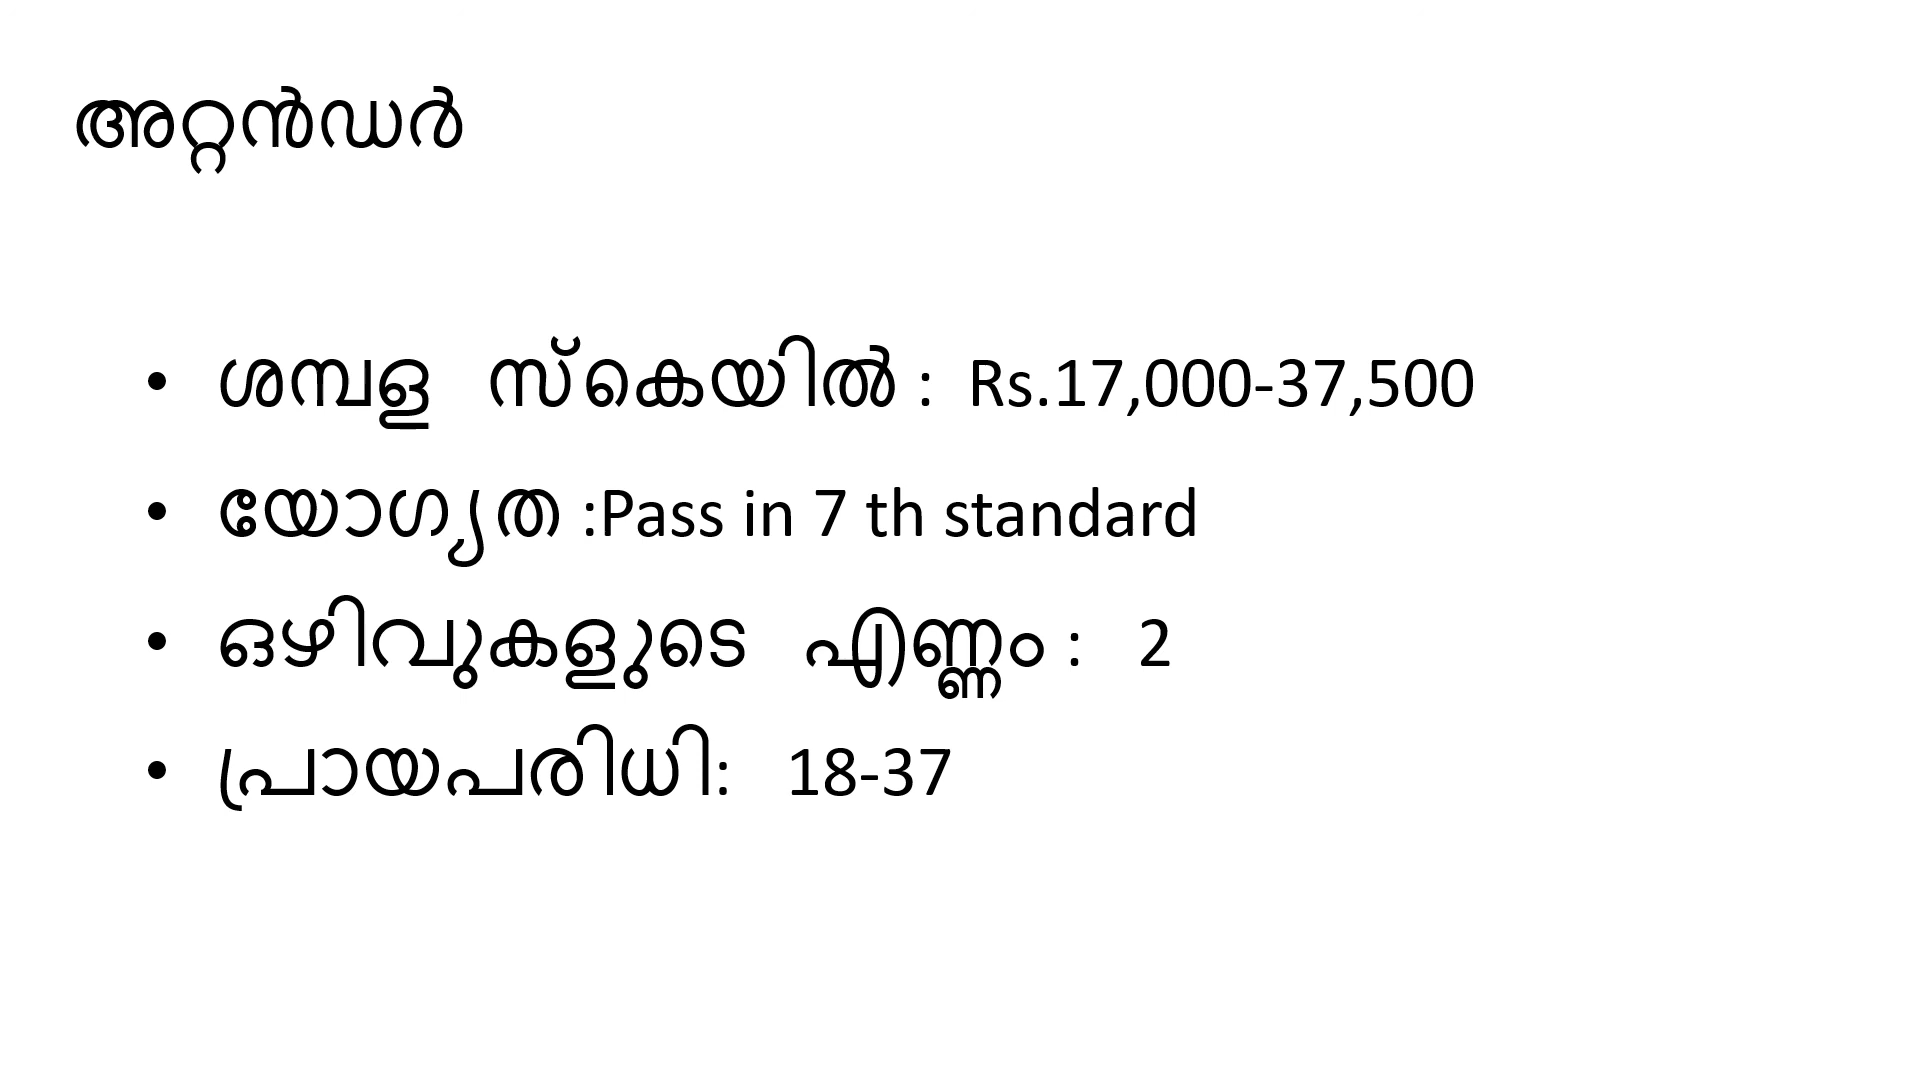 അറ്റൻഡർ
• ശമ്പള സ്കെയിൽ : Rs.17,000-37,500
• യോഗ്യത :Pass in 7 th standard
• ഒഴിവുകളുടെ എണ്ണം : 2
• പ്രായപരിധി: 18-37